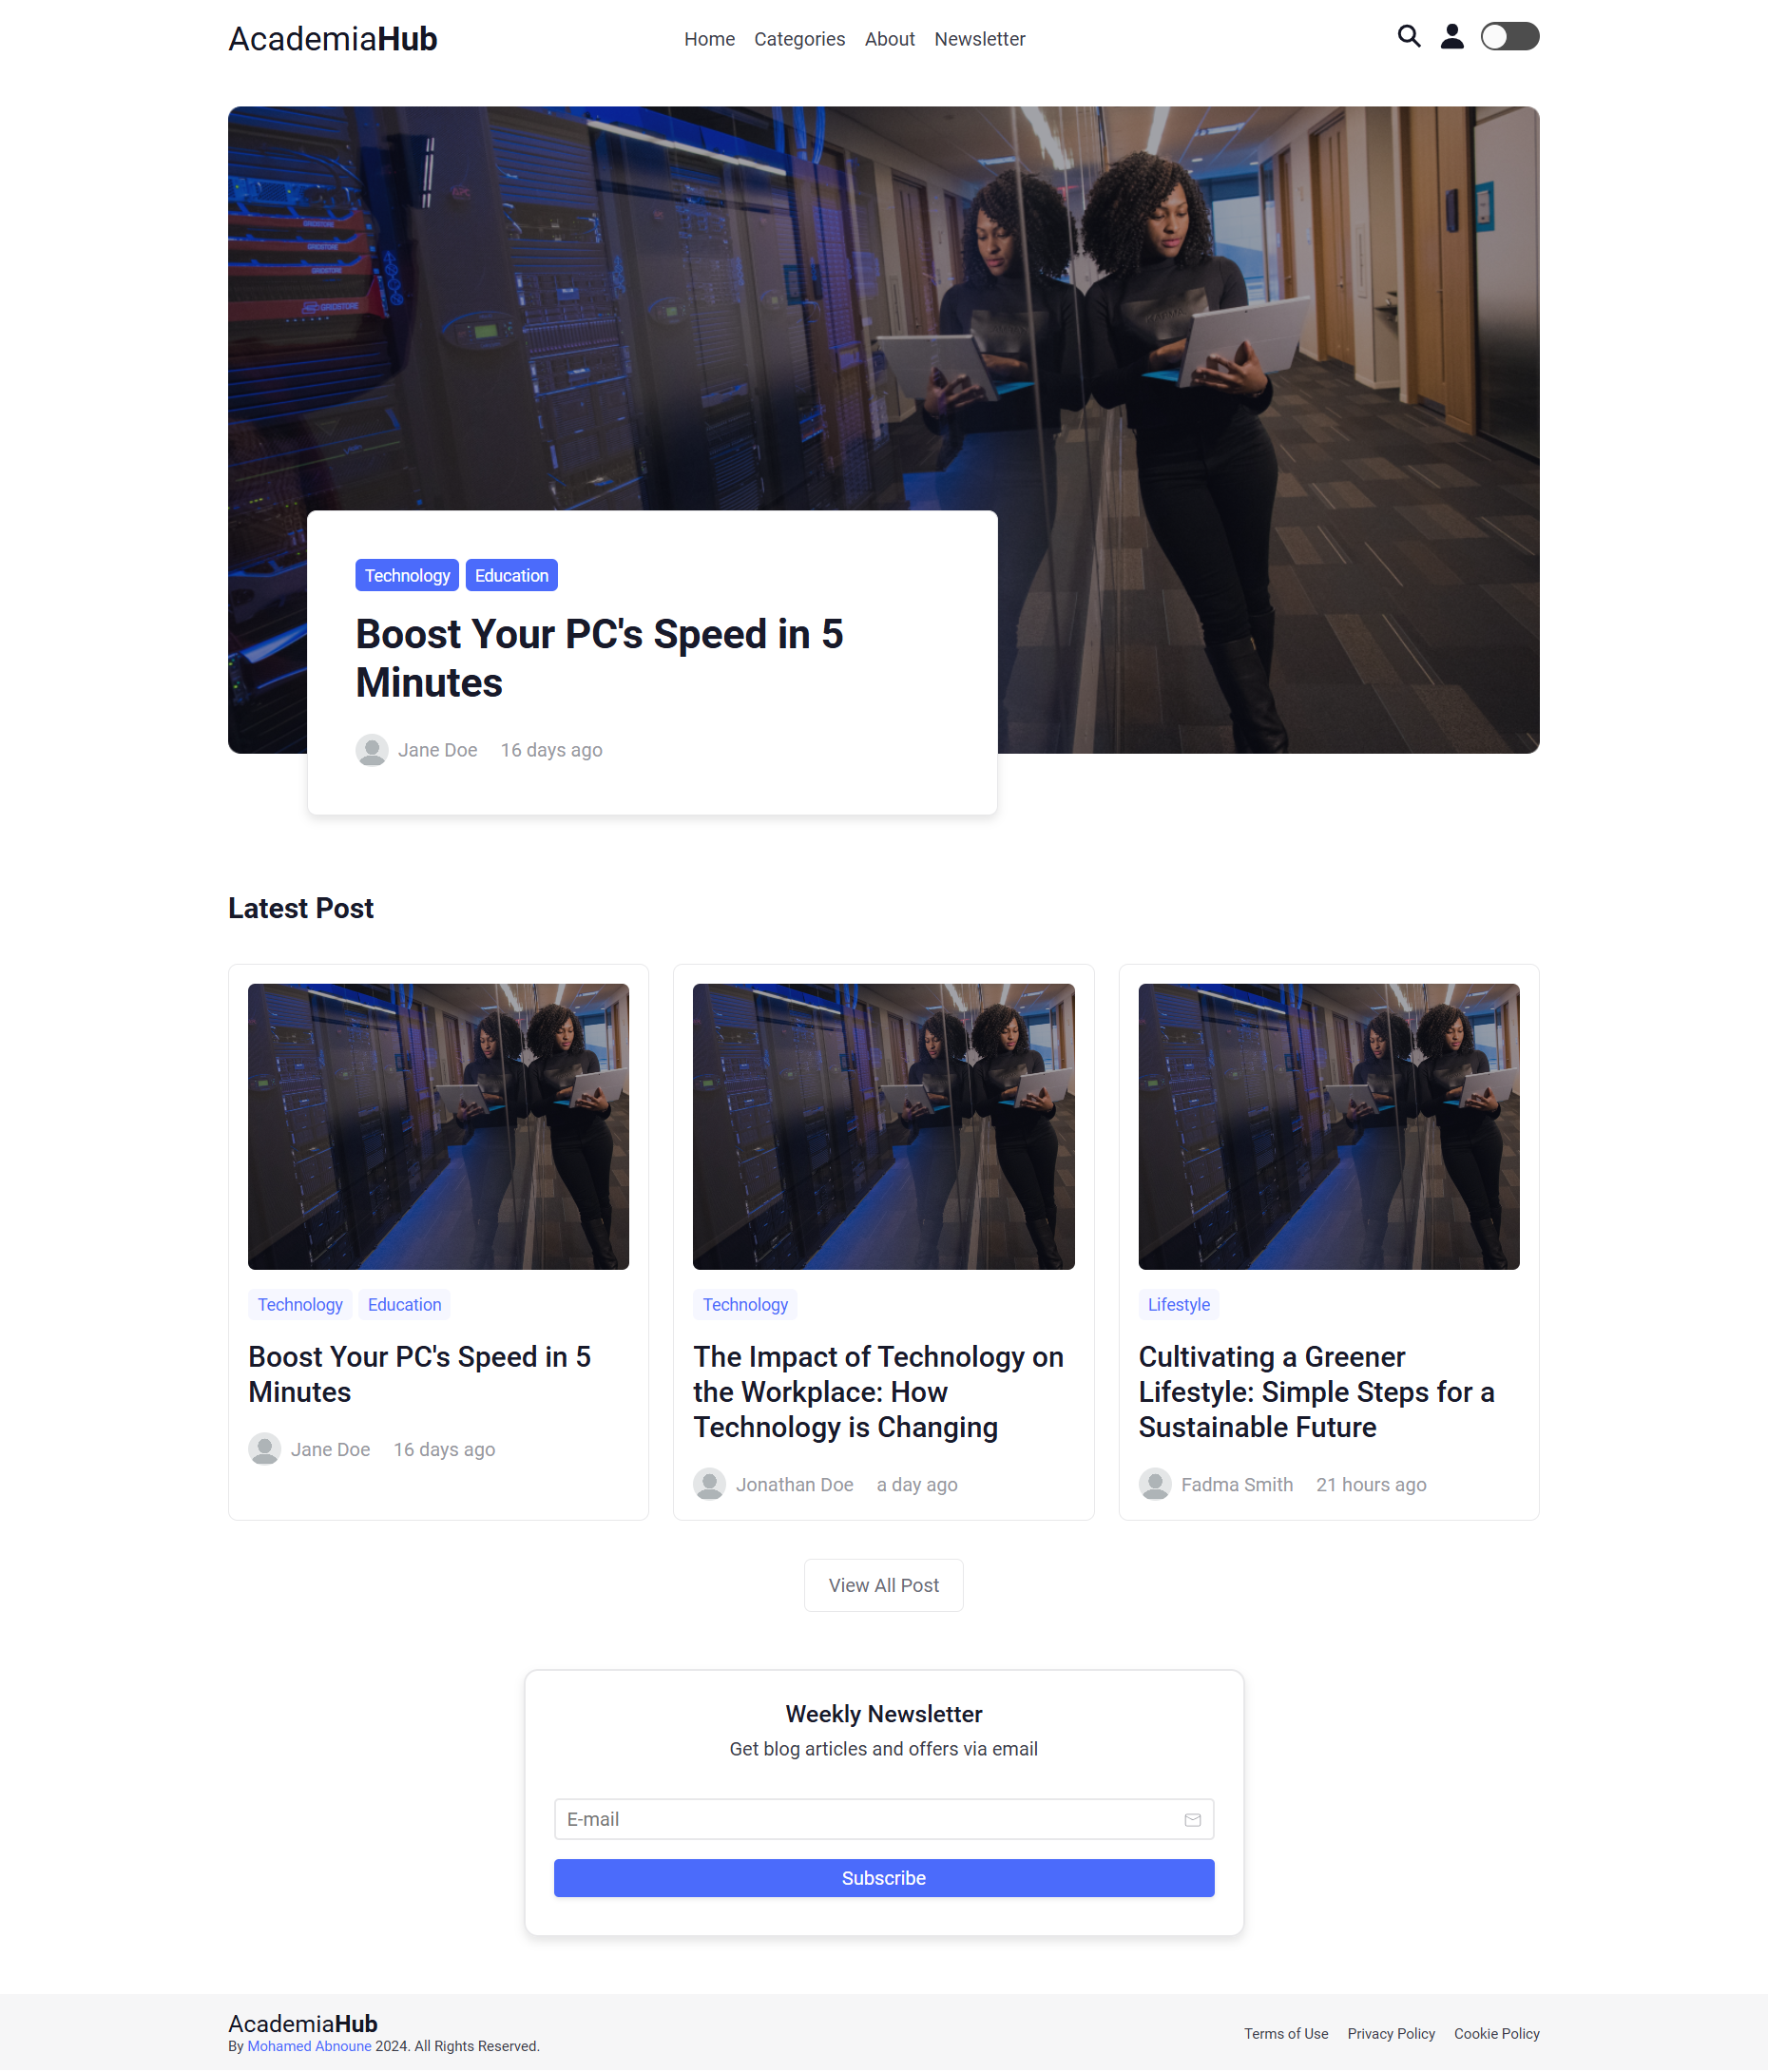 AcademiaHub
Home Categories About Newsletter
GRIDSTORE
GRIDSTORE
GRIDSTORE
GRIDSTORE
Technology Education
Boost Your PC's Speed in 5
Minutes
Jane Doe 16 days ago
Latest Post
Technology Education
Boost Your PC's Speed in 5
Minutes
Jane Doe 16 days ago
Technology
The Impact of Technology on
the Workplace: How
Technology is Changing
Jonathan Doe a day ago
Lifestyle
Cultivating a Greener
Lifestyle: Simple Steps for a
Sustainable Future
Fadma Smith 21 hours ago
View All Post
Weekly Newsletter
Get blog articles and offers via email
E-mail
Subscribe
AcademiaHub
By Mohamed Abnoune 2024. All Rights Reserved.
Terms of Use Privacy Policy Cookie Policy